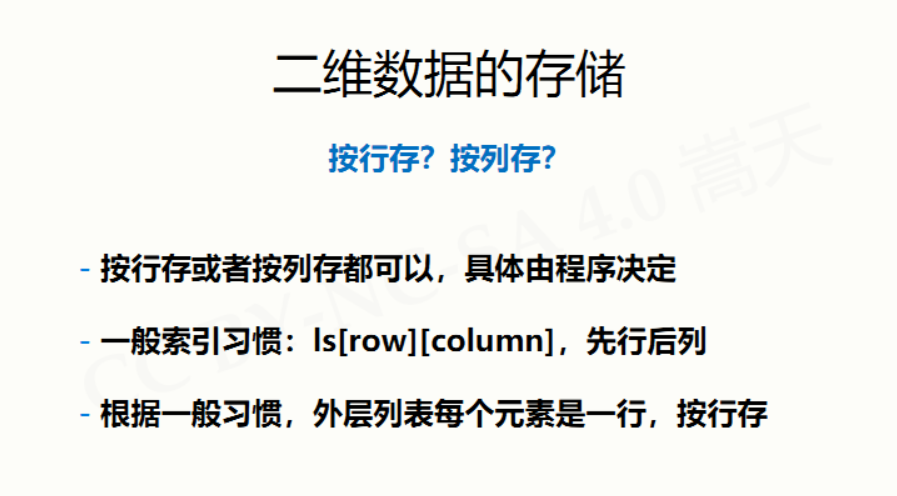 二维数据的存储
按行存？按列存？
- 按行存或者按列存都可以，具体由程序决定
- 一般索引习惯：ls[row][column]，先行后列
- 根据一般习惯，外层列表每个元素是一行，按行存
CC BY-NC-SA 4.0 嵩天